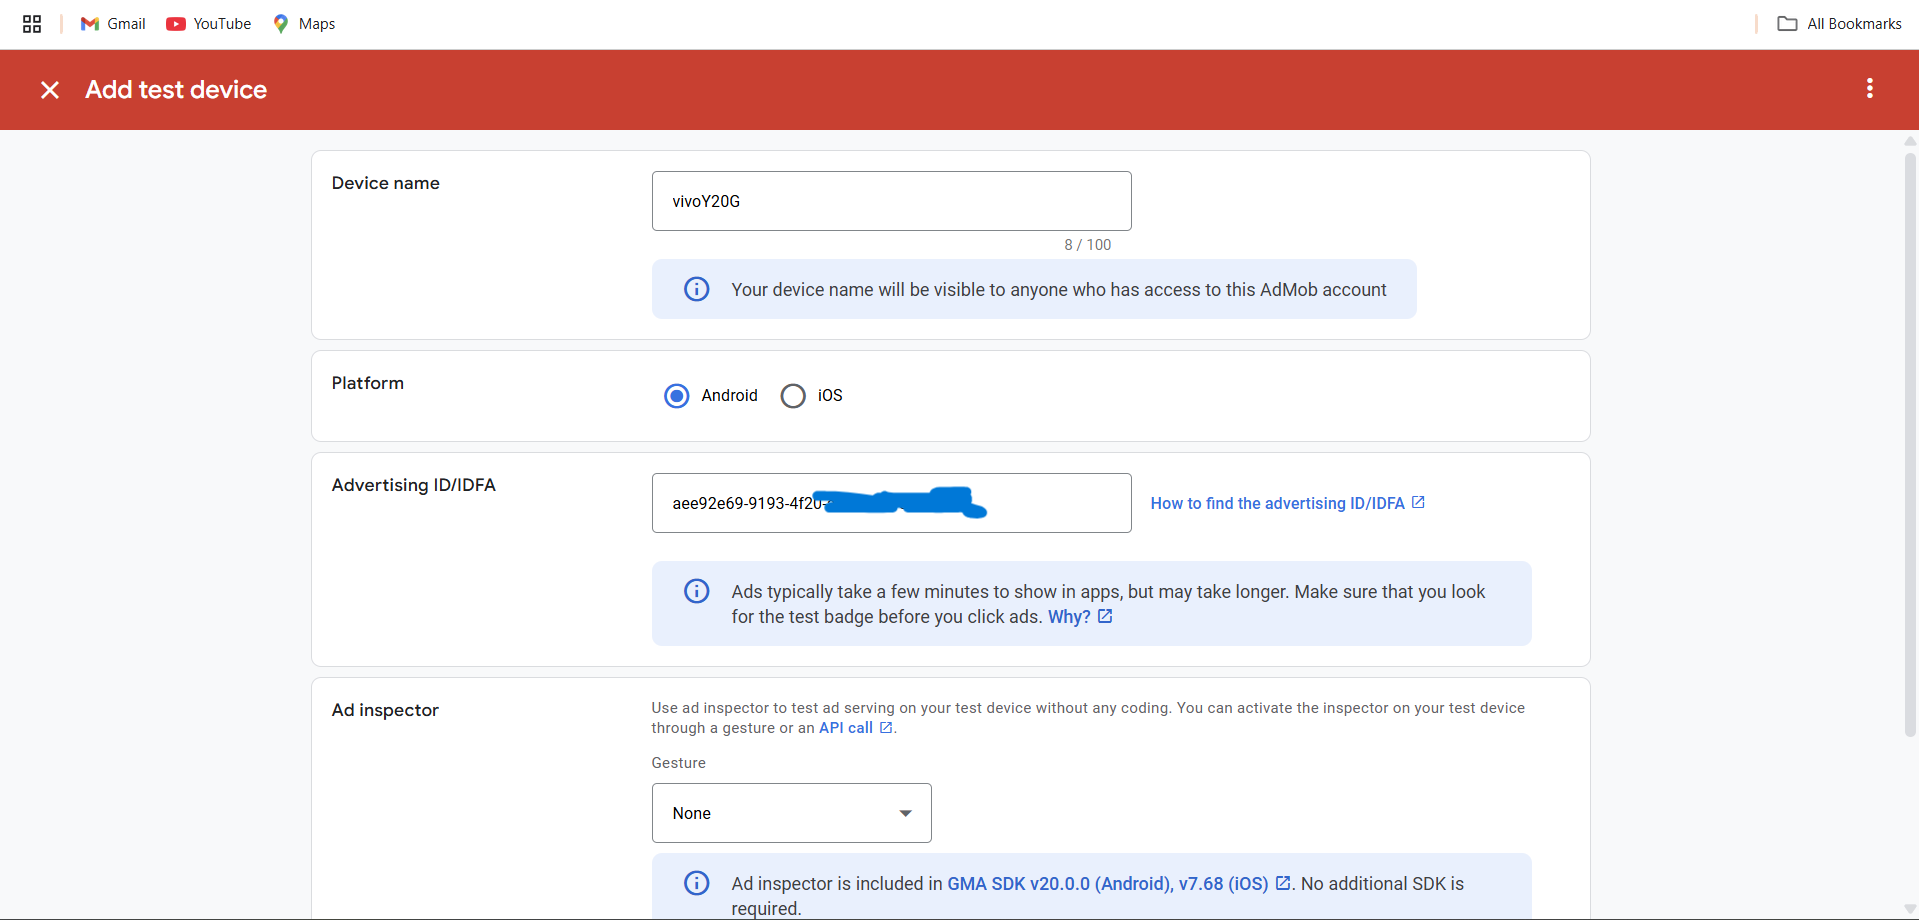 Gmail
YouTube
Maps
All Bookmarks
Add test device
Device name
vivoY20G
8 / 100
Your device name will be visible to anyone who has access to this AdMob account
Platform
Android
iOS
Advertising ID/IDFA
aee92e69-9193-4f20-
How to find the advertising ID/IDFA
Ads typically take a few minutes to show in apps, but may take longer. Make sure that you look
for the test badge before you click ads. Why?
Ad inspector
Use ad inspector to test ad serving on your test device without any coding. You can activate the inspector on your test device
through a gesture or an API call.
Gesture
None
Ad inspector is included in GMA SDK v20.0.0 (Android), v7.68 (iOS). No additional SDK is
required.